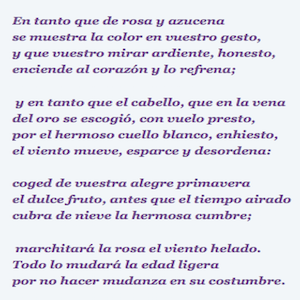 En tanto que de rosa y azucena
se muestra la color en vuestro gesto,
y que vuestro mirar ardiente, honesto,
enciende al corazón y lo refrena;
y en tanto que el cabello, que en la vena
del oro se escogió, con vuelo presto,
por el hermoso cuello blanco, enhiesto,
el viento mueve, esparce y desordena:
coged de vuestra alegre primavera
el dulce fruto, antes que el tiempo airado
cubra de nieve la hermosa cumbre;
marchitará la rosa el viento helado.
Todo lo mudará la edad ligera
por no hacer mudanza en su costumbre.